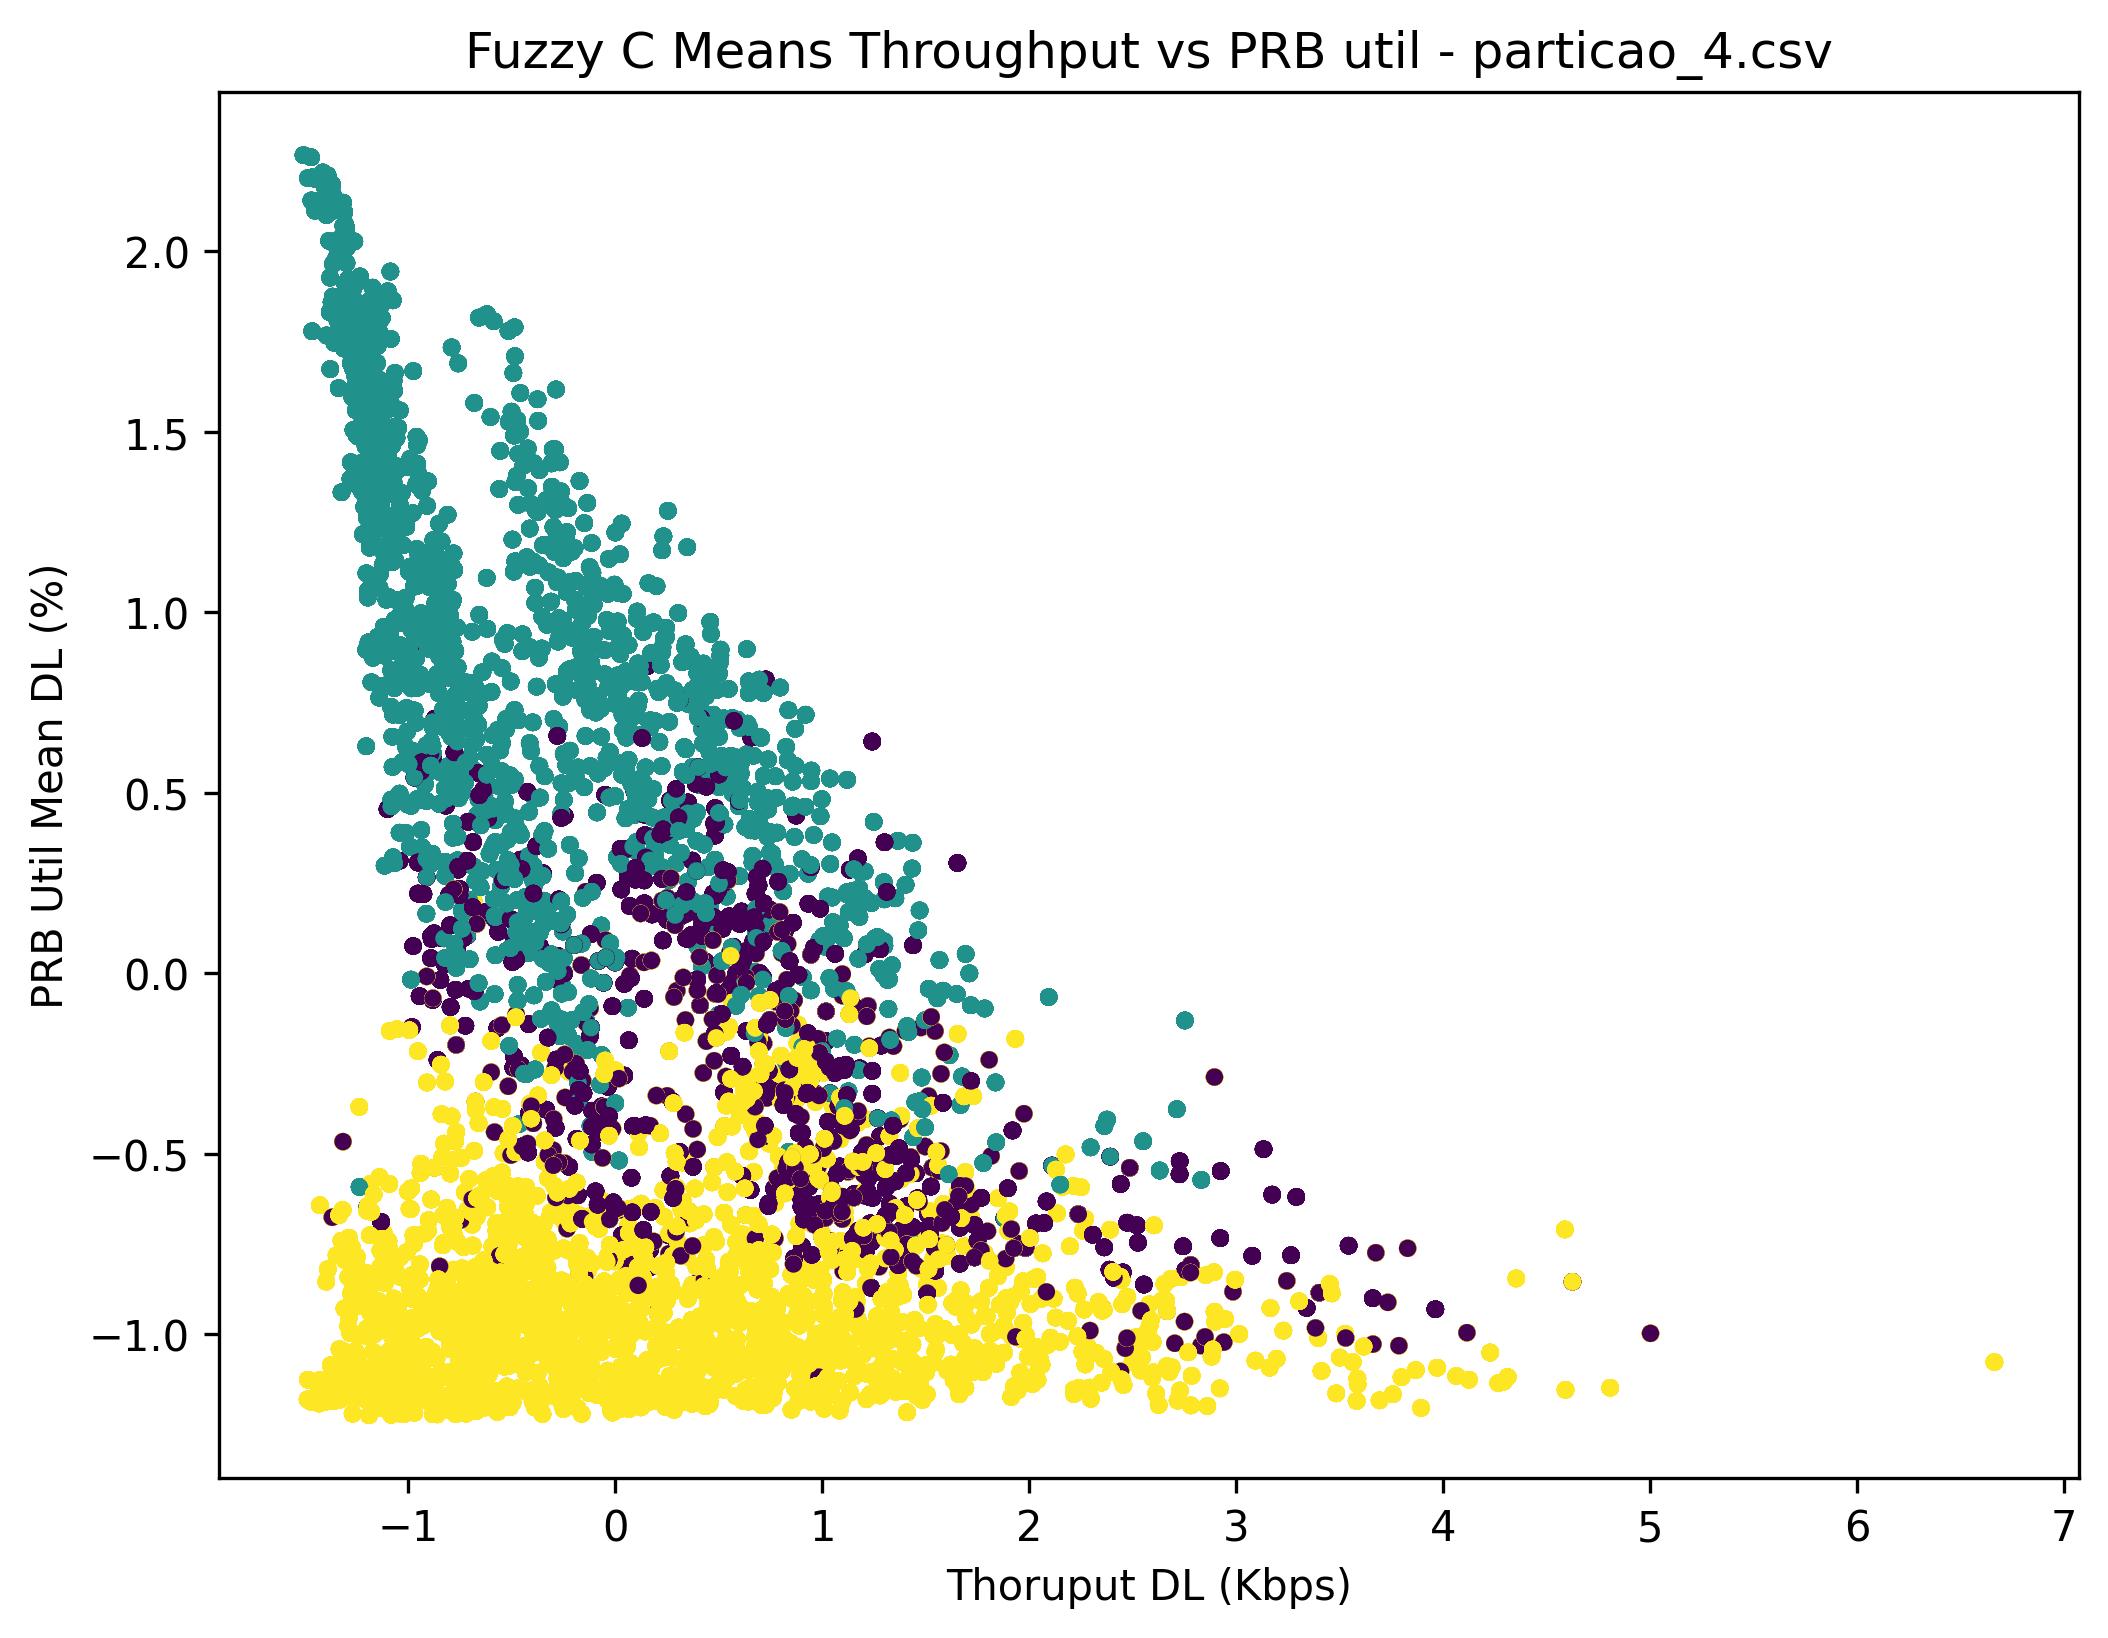 Fuzzy C Means Throughput vs PRB util - particao_4.csv
PRB Util Mean DL (%)
2.0
1.5
1.0
0.5
0.0
−0.5
−1.0
−1 0 1 2 3 4 5 6 7
Thoruput DL (Kbps)